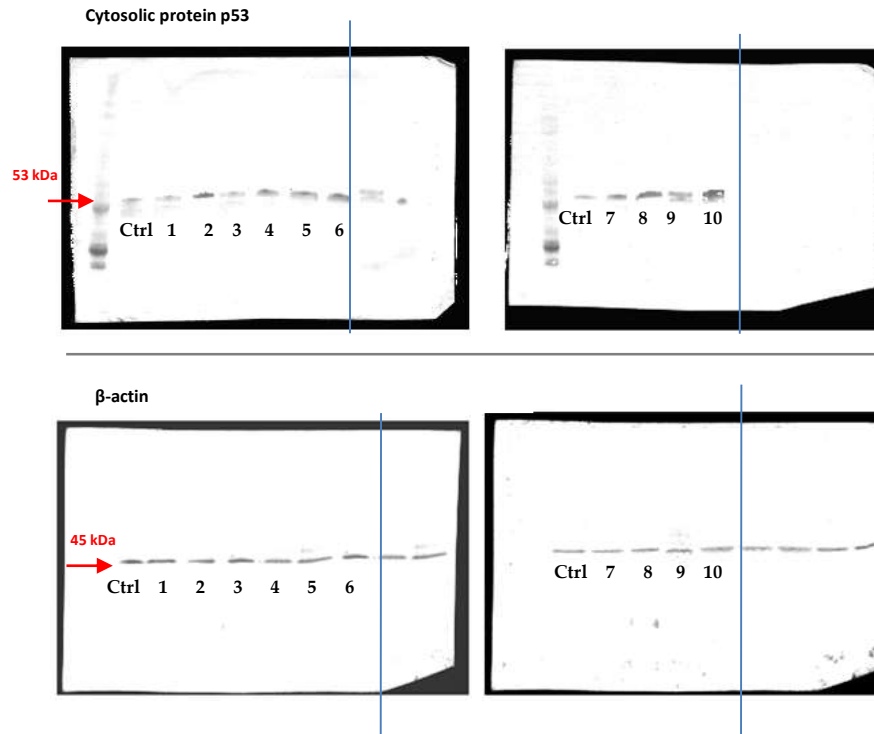 Cytosolic protein p53
53 kDa
Ctrl 1 2 3 4 5 6
Ctrl 7 8 9 10
β-actin
45 kDa
Ctrl 1 2 3 4 5 6
Ctrl 7 8 9 10